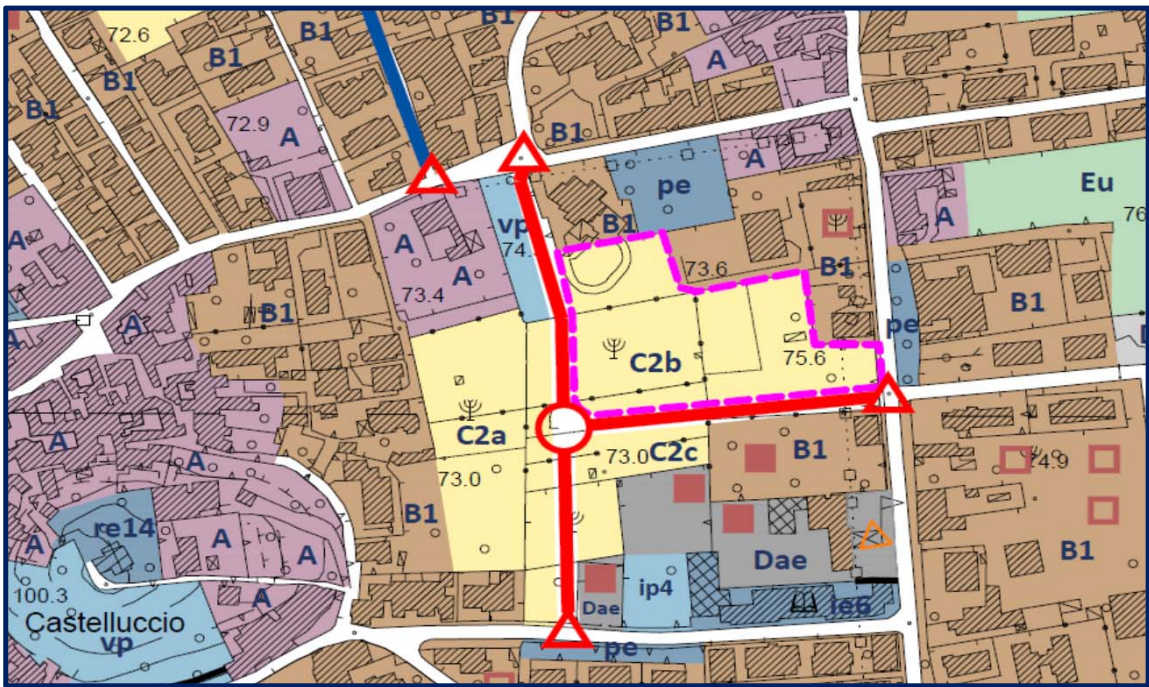 72.6
B1
B1
B1
B1
B1
B1
A
B1
72.9
A
B1
pe
A
Eu
76
A
A
vp
74.
B1
A
A
73.4
73.6
B1
B1
pe
B1
A
A
C2b
75.6
C2a
73.0
73.0
C2c
B1
74.9
A
A
B1
re14
A
A
A
B1
Dae
ip4
Dae
ie6
100.3
Castelluccio
A
vp
pe